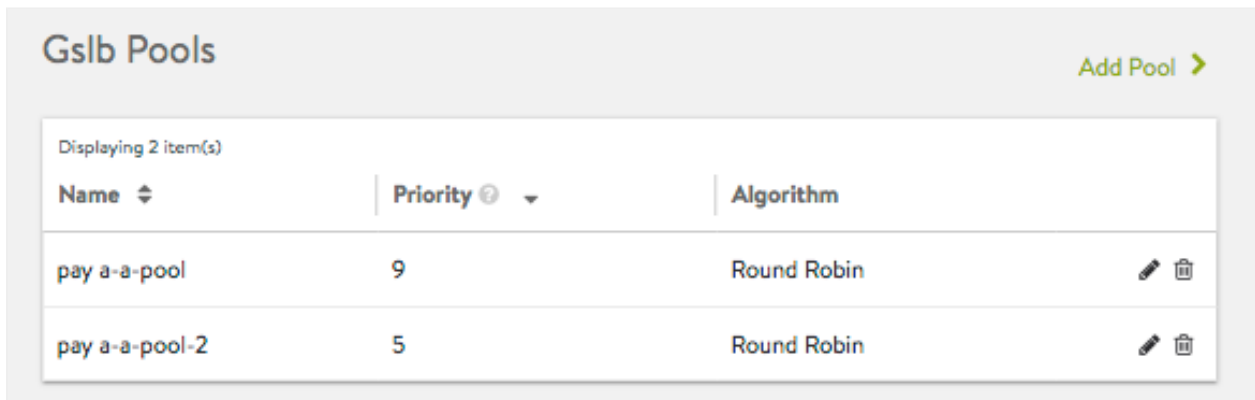 Gslb Pools
Add Pool
Displaying 2 item(s)
Name Priority Algorithm
pay a-a-pool 9 Round Robin
pay a-a-pool-2 5 Round Robin